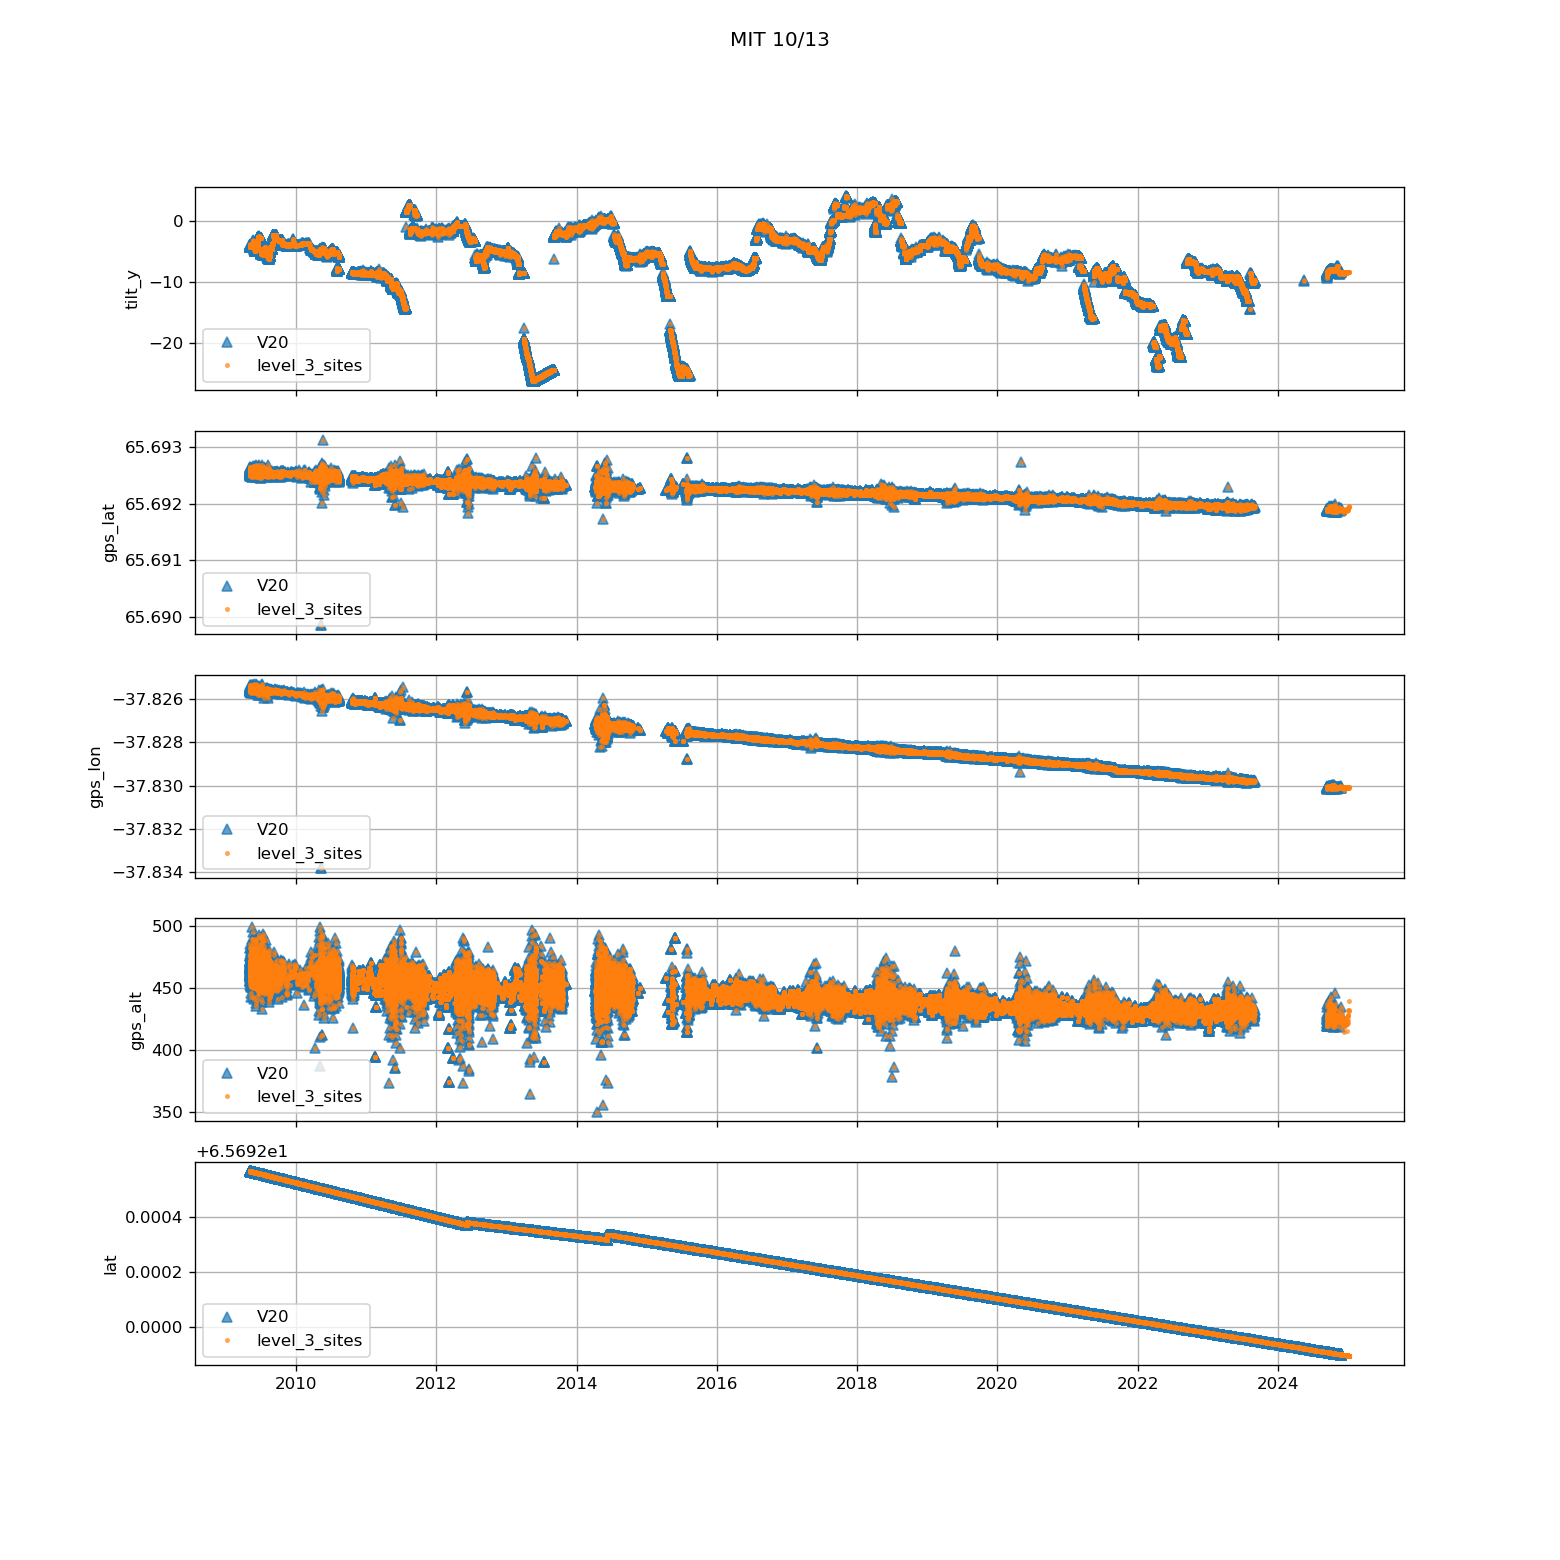 MIT 10/13
0
−10
−20
tilt_y
V20
level_3_sites
65.693
65.692
65.691
65.690
gps_lat
V20
level_3_sites
−37.826
−37.828
−37.830
−37.832
−37.834
gps_lon
V20
level_3_sites
500
450
400
350
gps_alt
V20
level_3_sites
+6.5692e1
0.0004
0.0002
0.0000
lat
V20
level_3_sites
2010 2012 2014 2016 2018 2020 2022 2024